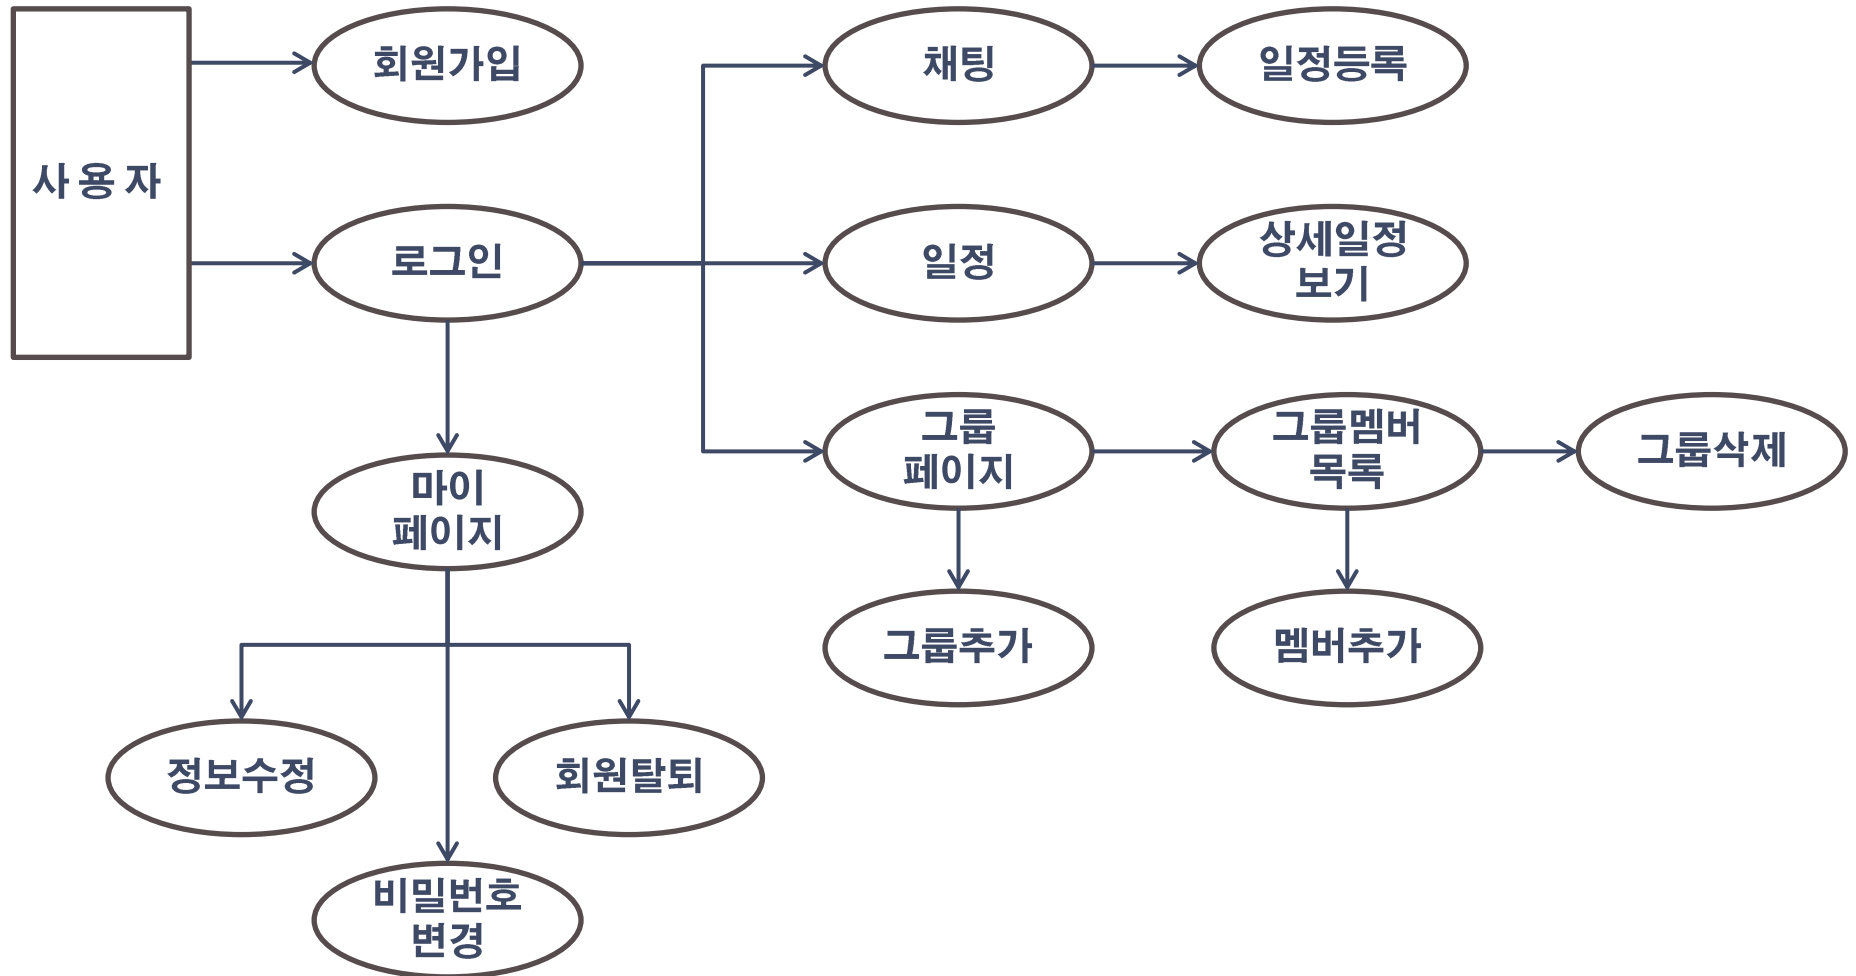 회원가입
채팅
일정등록
사용자
로그인
일정
상세일정
보기
그룹
페이지
그룹멤버
목록
그룹삭제
마이
페이지
그룹추가
멤버추가
정보수정
회원탈퇴
비밀번호
변경